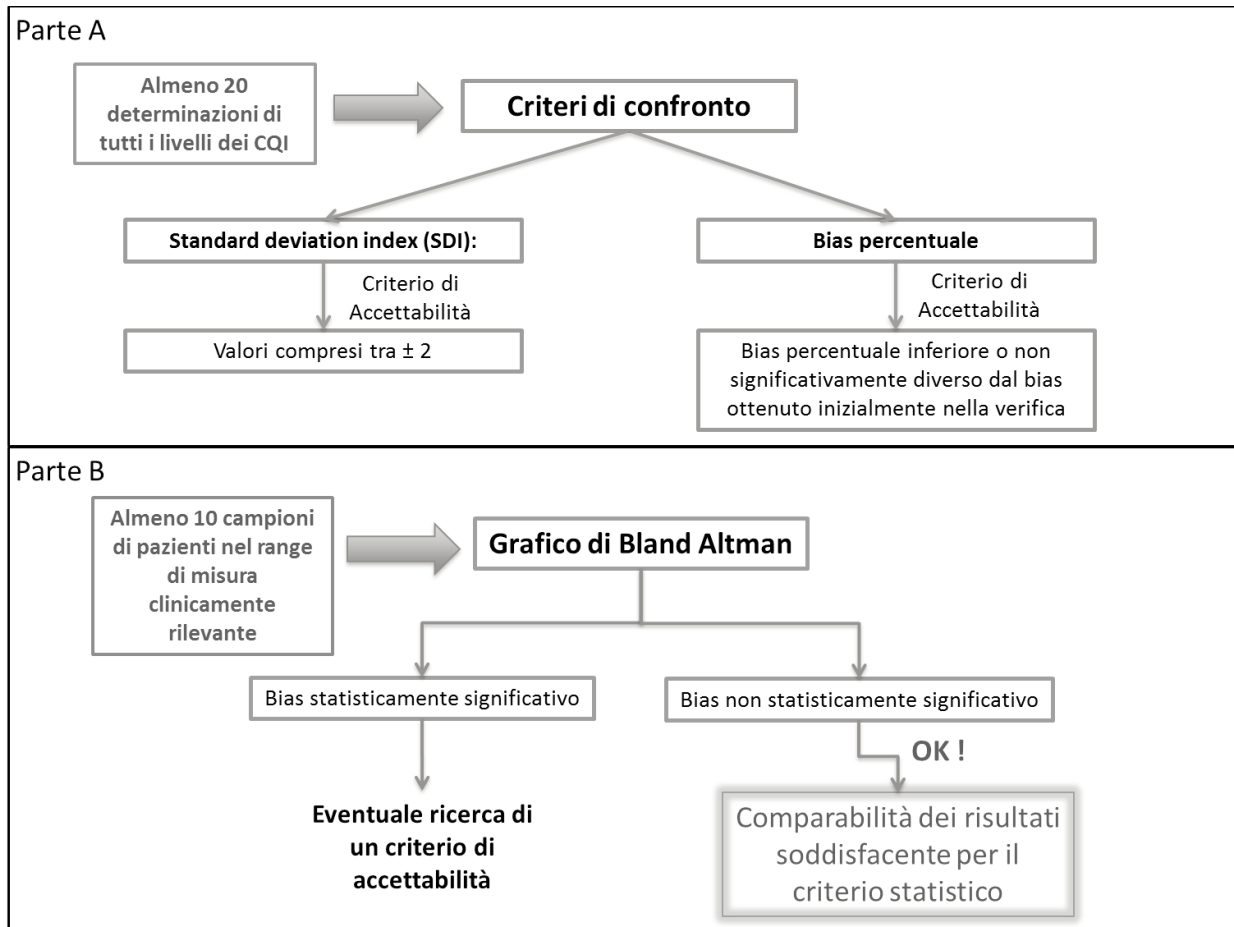 Parte A
Almeno 20
determinazioni di
tutti i livelli dei CQI
Criteri di confronto
Standard deviation index (SDI):
Criterio di
Accettabilità
Valori compresi tra ± 2
Bias percentuale
Criterio di
Accettabilità
Bias percentuale inferiore o non
significativamente diverso dal bias
ottenuto inizialmente nella verifica
Parte B
Almeno 10 campioni
di pazienti nel range
di misura
clinicamente
rilevante
Grafico di Bland Altman
Bias statisticamente significativo
Eventuale ricerca di
un criterio di
accettabilità
Bias non statisticamente significativo
OK !
Comparabilità dei risultati
soddisfacente per il
criterio statistico